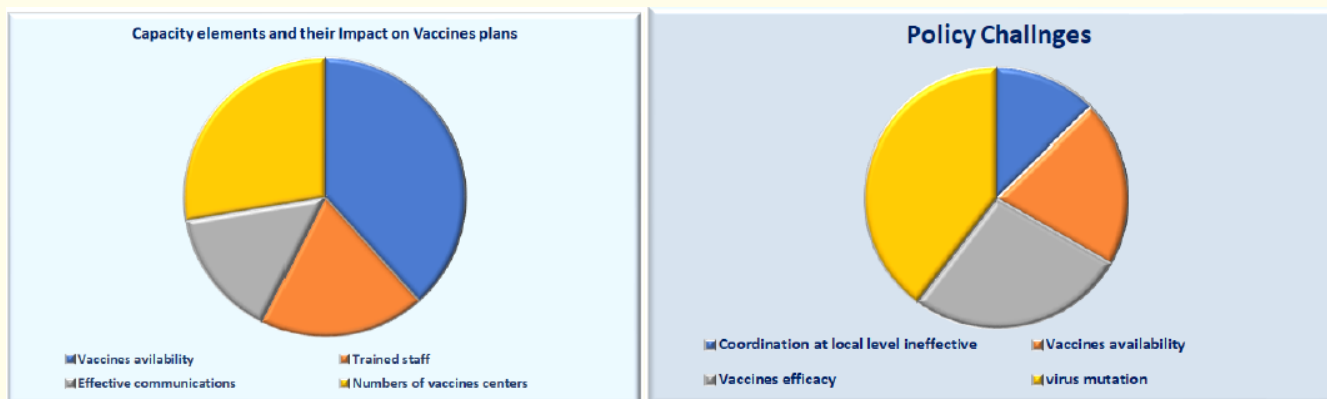 Capacity elements and their Impact on Vaccines plans
Vaccines avilability
Trained staff
Effective communications
Numbers of vaccines centers
Policy Challnges
Coordination at local level ineffective
Vaccines availability
Vaccines efficacy
virus mutation